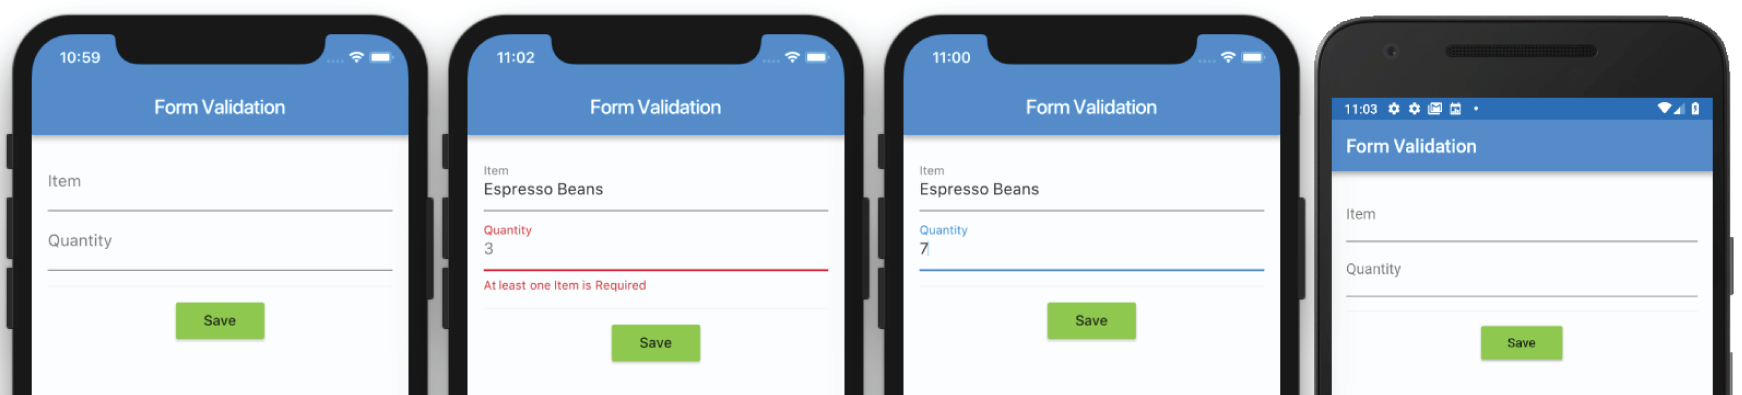 10:59
Form Validation
Item
Quantity
Save
11:02
Form Validation
Item
Espresso Beans
Quantity
3
At least one Item is Required
Save
11:00
Form Validation
Item
Espresso Beans
Quantity
7
Save
11:03
Form Validation
Item
Quantity
Save